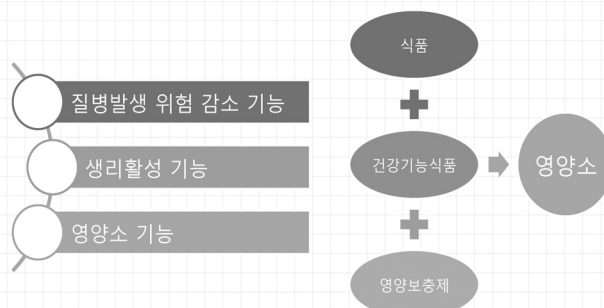 질병발생 위험 감소 기능
생리활성 기능
영양소 기능
식품
건강기능식품
영양보충제
영양소